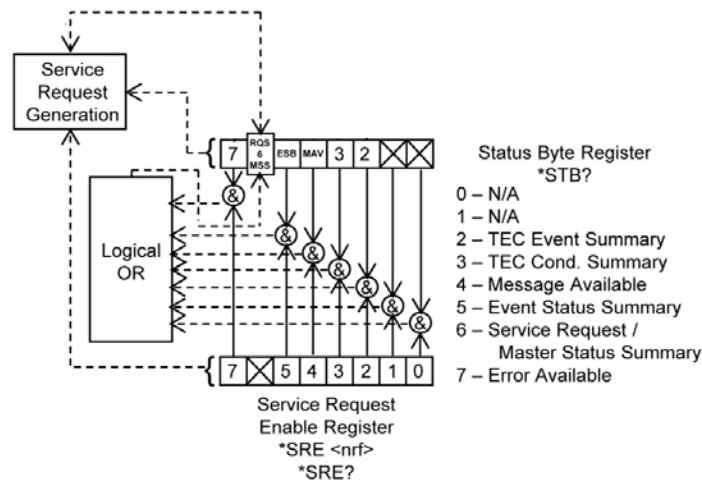 Service
Request
Generation
7 RQS 6 MSS ESB MAV 3 2
&
&
&
&
&
&
&
Logical
OR
7 5 4 3 2 1 0
Service Request
Enable Register
*SRE <nrf>
*SRE?
Status Byte Register
*STB?
0 – N/A
1 – N/A
2 – TEC Event Summary
3 – TEC Cond. Summary
4 – Message Available
5 – Event Status Summary
6 – Service Request /
Master Status Summary
7 – Error Available